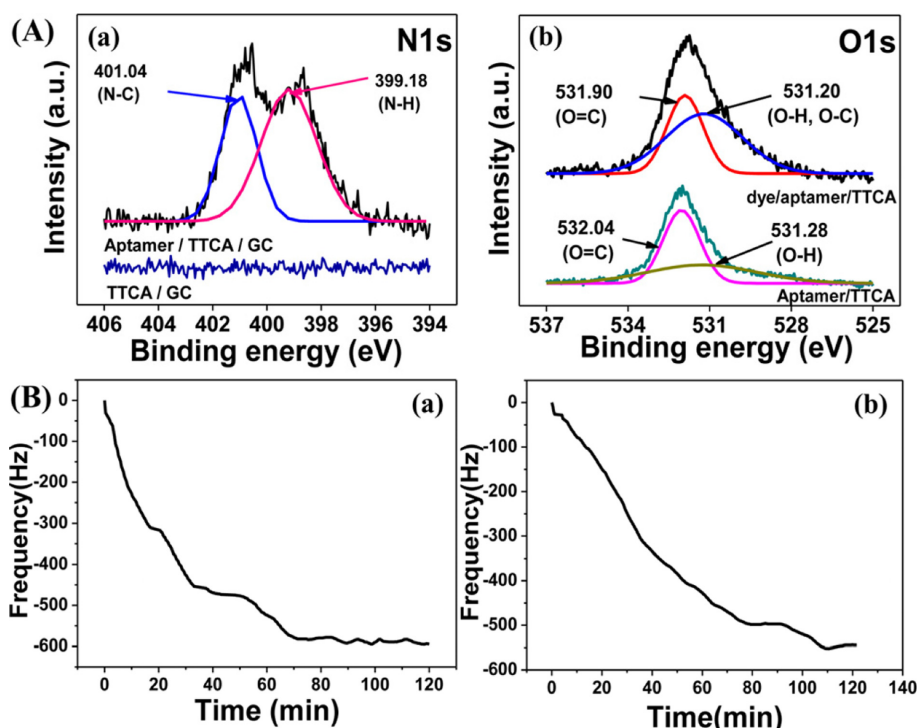 (A)
(a)
N1s
401.04
(N-C)
399.18
(N-H)
Aptamer / TTCA / GC
TTCA / GC
Intensity (a.u.)
406 404 402 400 398 396 394
Binding energy (eV)
(b)
O1s
531.90
(O=C)
531.20
(O-H, O-C)
dye/aptamer/TTCA
532.04
(O=C)
531.28
(O-H)
Aptamer/TTCA
Intensity (a.u.)
537 534 531 528 525
Binding energy (eV)
(B)
(a)
0
-100
-200
-300
-400
-500
-600
Frequency(Hz)
0 20 40 60 80 100 120
Time (min)
(b)
0
-100
-200
-300
-400
-500
-600
Frequency(Hz)
0 20 40 60 80 100 120 140
Time(min)